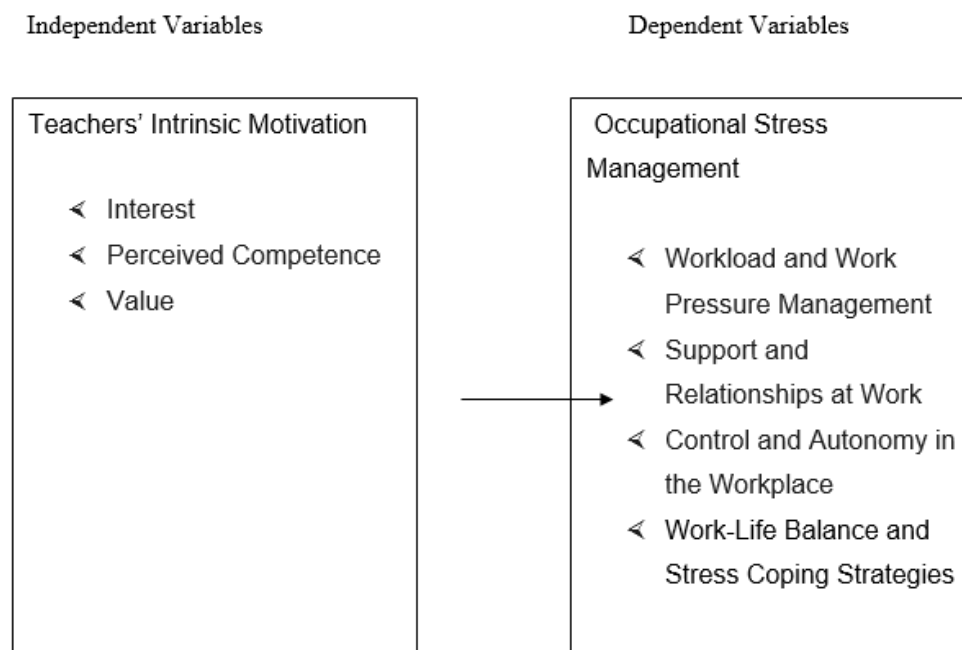 Independent Variables
Dependent Variables
Teachers’ Intrinsic Motivation
Interest
Perceived Competence
Value
Occupational Stress
Management
Workload and Work
Pressure Management
Support and
Relationships at Work
Control and Autonomy in
the Workplace
Work-Life Balance and
Stress Coping Strategies